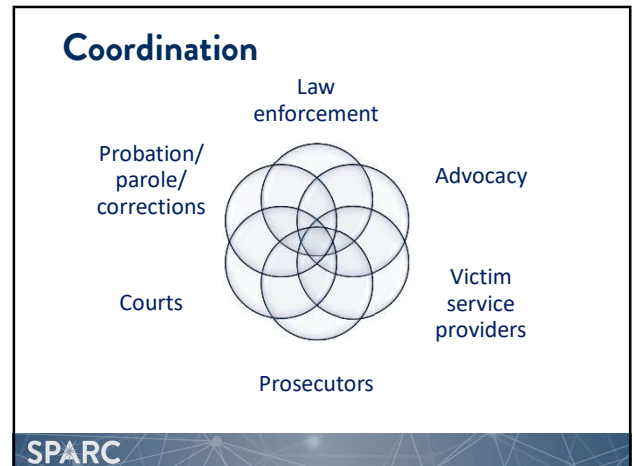 Coordination
Law
enforcement
Probation/
parole/
corrections
Advocacy
Courts
Victim
service
providers
Prosecutors
SPARC